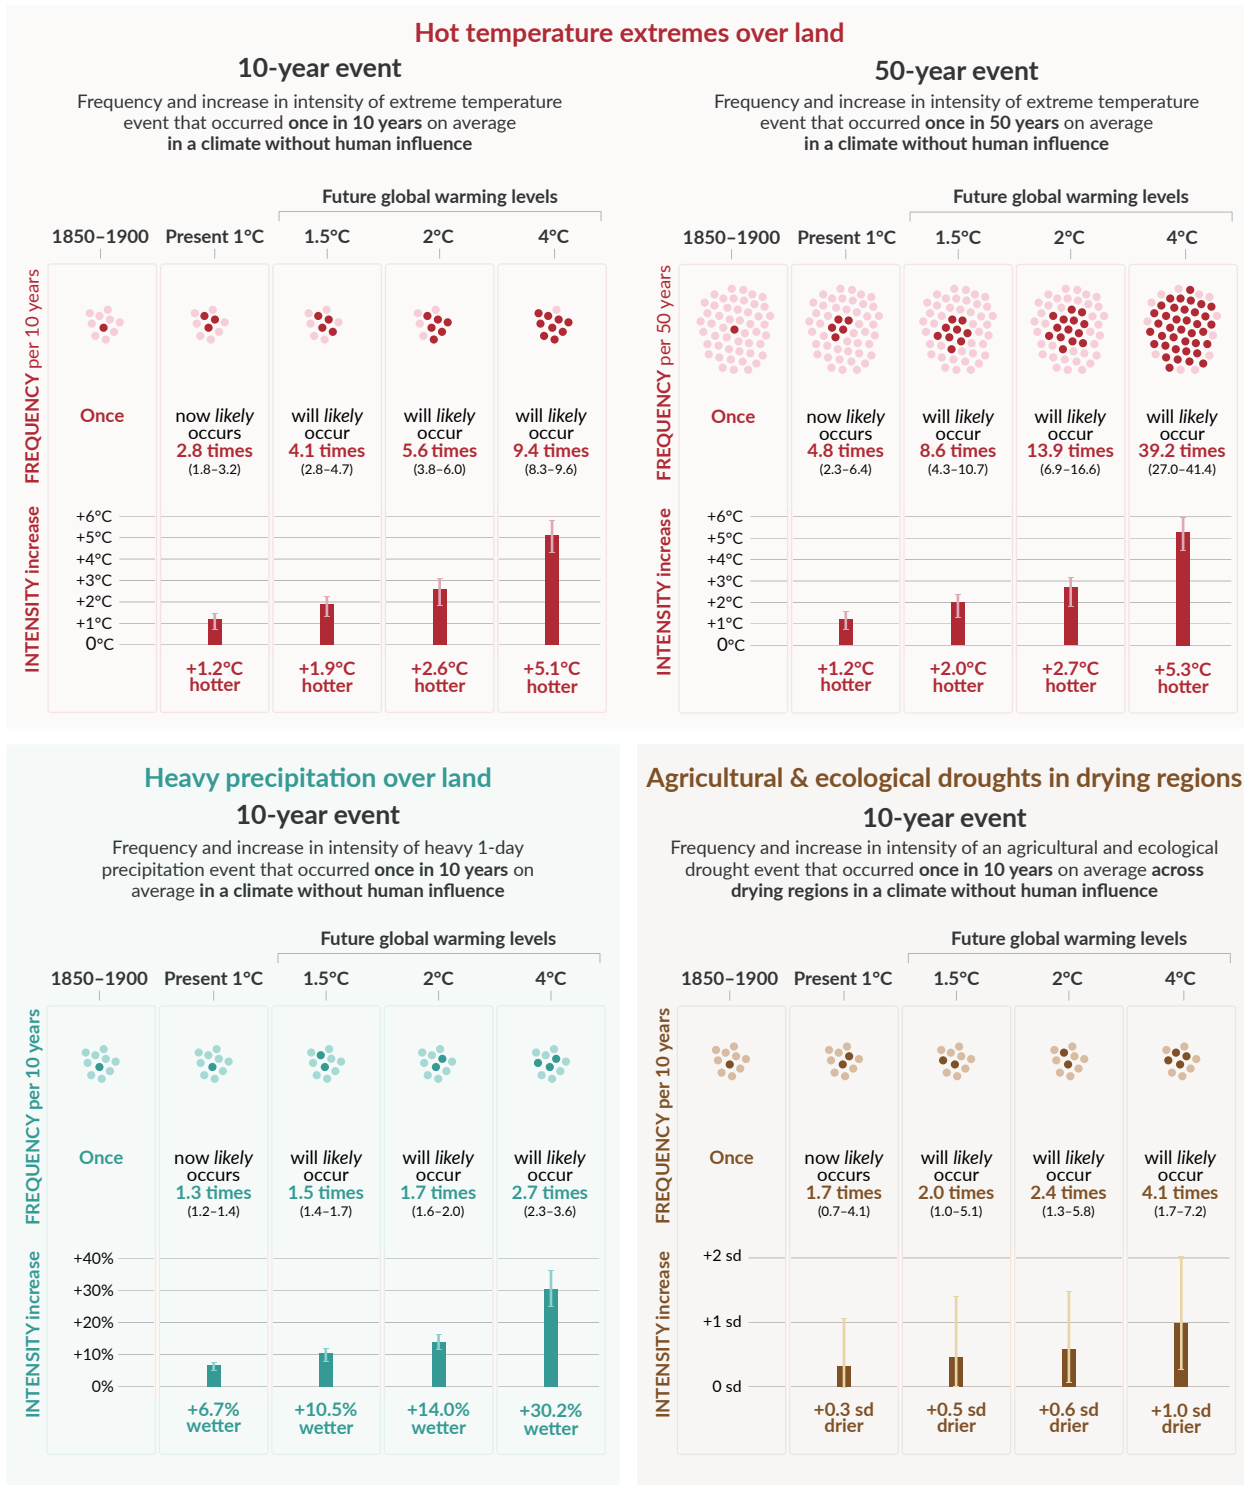 Hot temperature extremes over land
10-year event
Frequency and increase in intensity of extreme temperature
event that occurred once in 10 years on average
in a climate without human influence
Future global warming levels
1850–1900 Present 1°C 1.5°C 2°C 4°C
FREQUENCY per 10 years
Once
now likely occurs 2.8 times (1.8–3.2)
will likely occur 4.1 times (2.8–4.7)
will likely occur 5.6 times (3.8–6.0)
will likely occur 9.4 times (8.3–9.6)
INTENSITY increase
+6°C
+5°C
+4°C
+3°C
+2°C
+1°C
0°C
+1.2°C hotter
+1.9°C hotter
+2.6°C hotter
+5.1°C hotter
50-year event
Frequency and increase in intensity of extreme temperature
event that occurred once in 50 years on average
in a climate without human influence
Future global warming levels
1850–1900 Present 1°C 1.5°C 2°C 4°C
FREQUENCY per 50 years
Once
now likely occurs 4.8 times (2.3–6.4)
will likely occur 8.6 times (4.3–10.7)
will likely occur 13.9 times (6.9–16.6)
will likely occur 39.2 times (27.0–41.4)
INTENSITY increase
+6°C
+5°C
+4°C
+3°C
+2°C
+1°C
0°C
+1.2°C hotter
+2.0°C hotter
+2.7°C hotter
+5.3°C hotter
Heavy precipitation over land
10-year event
Frequency and increase in intensity of heavy 1-day
precipitation event that occurred once in 10 years on
average in a climate without human influence
Future global warming levels
1850–1900 Present 1°C 1.5°C 2°C 4°C
FREQUENCY per 10 years
Once
now likely occurs 1.3 times (1.2–1.4)
will likely occur 1.5 times (1.4–1.7)
will likely occur 1.7 times (1.6–2.0)
will likely occur 2.7 times (2.3–3.6)
INTENSITY increase
+40%
+30%
+20%
+10%
0%
+6.7% wetter
+10.5% wetter
+14.0% wetter
+30.2% wetter
Agricultural & ecological droughts in drying regions
10-year event
Frequency and increase in intensity of an agricultural and ecological
drought event that occurred once in 10 years on average across
drying regions in a climate without human influence
Future global warming levels
1850–1900 Present 1°C 1.5°C 2°C 4°C
FREQUENCY per 10 years
Once
now likely occurs 1.7 times (0.7–4.1)
will likely occur 2.0 times (1.0–5.1)
will likely occur 2.4 times (1.3–5.8)
will likely occur 4.1 times (1.7–7.2)
INTENSITY increase
+2 sd
+1 sd
0 sd
+0.3 sd drier
+0.5 sd drier
+0.6 sd drier
+1.0 sd drier